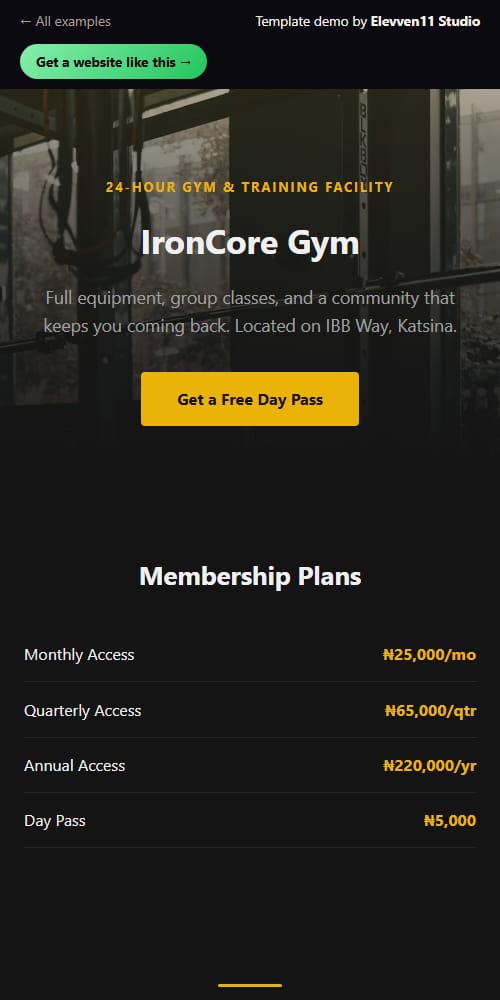 ← All examples
Template demo by Elevven11 Studio
Get a website like this →
24-HOUR GYM & TRAINING FACILITY
IronCore Gym
Full equipment, group classes, and a community that
keeps you coming back. Located on IBB Way, Katsina.
Get a Free Day Pass
Membership Plans
Monthly Access ₦25,000/mo
Quarterly Access ₦65,000/qtr
Annual Access ₦220,000/yr
Day Pass ₦5,000